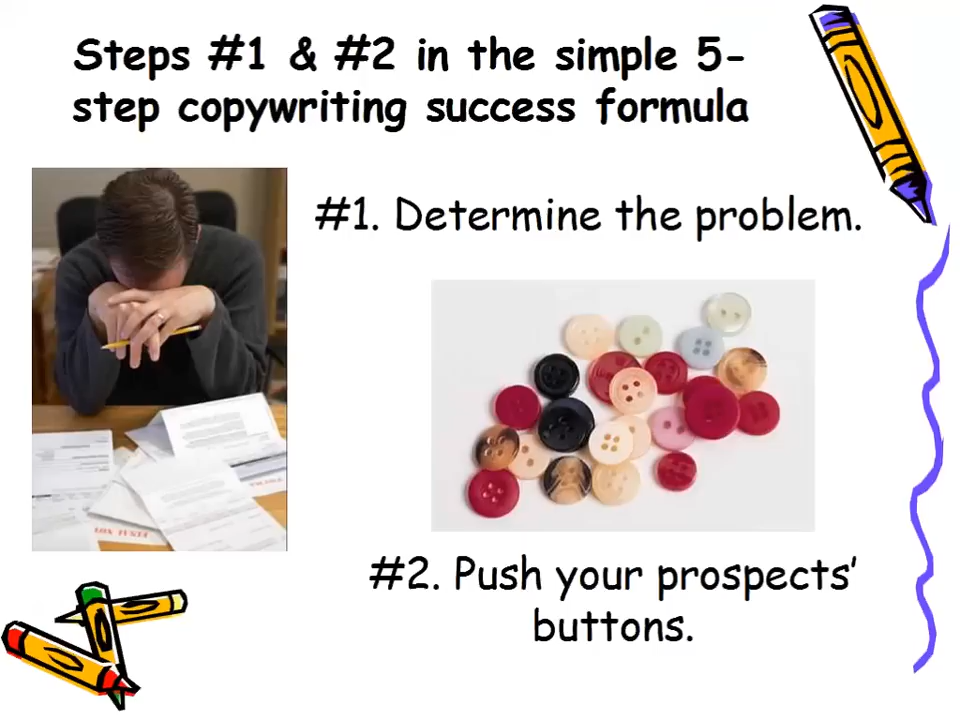 Steps #1 & #2 in the simple 5-
step copywriting success formula
#1. Determine the problem.
#2. Push your prospects’
buttons.